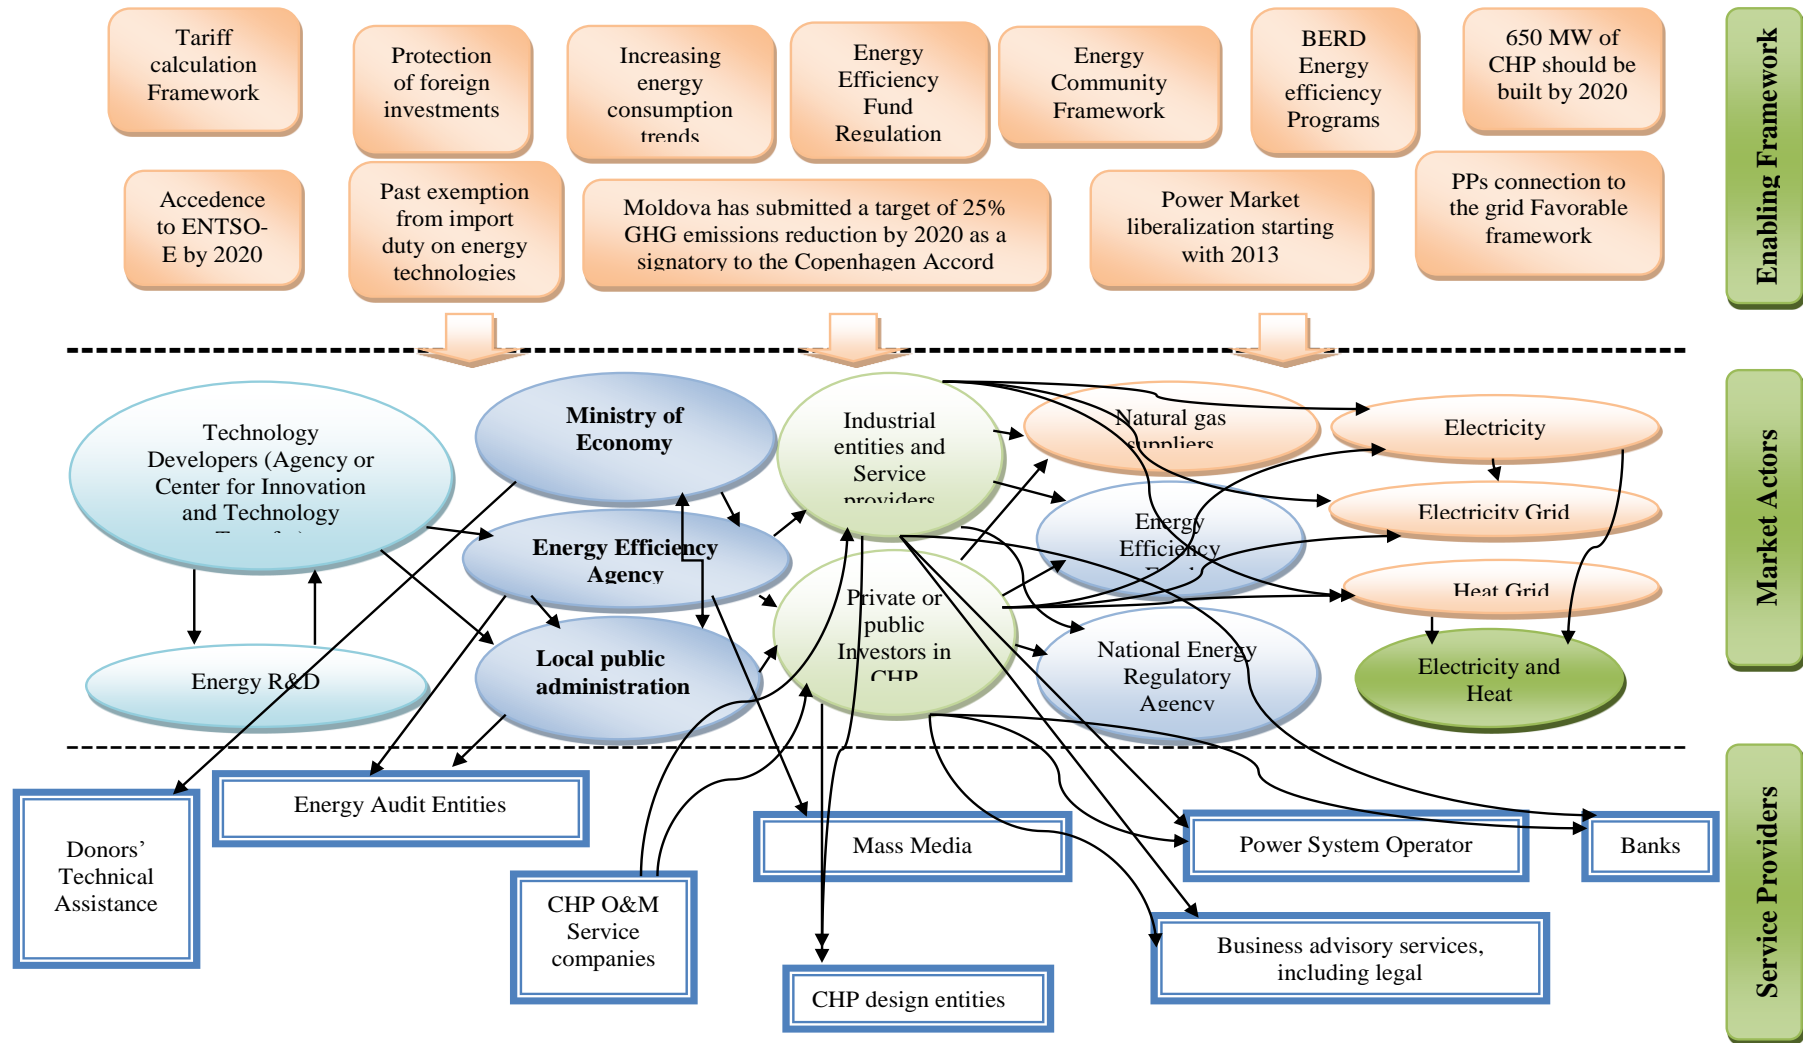 Tariff
calculation
Framework
Protection
of foreign
investments
Increasing
energy
consumption
trends
Energy
Efficiency
Fund
Regulation
Energy
Community
Framework
BERD
Energy
efficiency
Programs
650 MW of
CHP should be
built by 2020
Enabling Framework
Accedence
to ENTSO-
E by 2020
Past exemption
from import
duty on energy
technologies
Moldova has submitted a target of 25%
GHG emissions reduction by 2020 as a
signatory to the Copenhagen Accord
Power Market
liberalization starting
with 2013
PPs connection to
the grid Favorable
framework
Technology
Developers (Agency or
Center for Innovation
and Technology
Energy R&D
Ministry of
Economy
Energy Efficiency
Agency
Local public
administration
Industrial
entities and
Service
providers
Private or
public
Investors in
CHP
Natural gas
suppliers
Energy
Efficiency
National Energy
Regulatory
Agency
Electricity
Electricity Grid
Heat Grid
Electricity and
Heat
Market Actors
Donors’
Technical
Assistance
Energy Audit Entities
CHP O&M
Service
companies
Mass Media
CHP design entities
Power System Operator
Business advisory services,
including legal
Banks
Service Providers